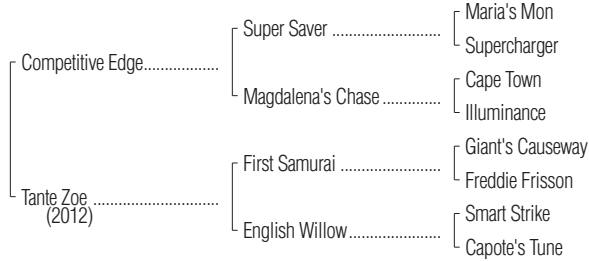 Maria's Mon
Super Saver ..........................
Supercharger
Competitive Edge..................
Cape Town
Magdalena's Chase ..............
Illuminance
Giant's Causeway
First Samurai ........................
Freddie Frisson
Tante Zoe ..............................
(2012)
Smart Strike
English Willow......................
Capote's Tune